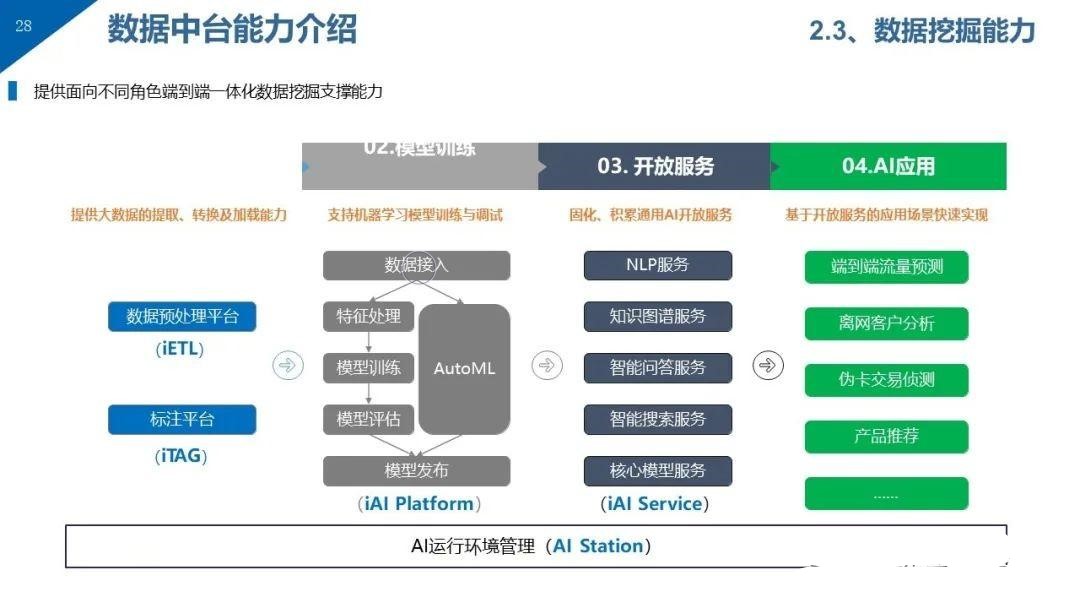 28
数据中台能力介绍
2.3、数据挖掘能力
提供面向不同角色端到端一体化数据挖掘支撑能力
02.模型训练
03. 开放服务
04.AI应用
提供大数据的提取、转换及加载能力
支持机器学习模型训练与调试
固化、积累通用AI开放服务
基于开放服务的应用场景快速实现
数据预处理平台
（iETL）
标注平台
（iTAG）
数据接入
特征处理
模型训练
模型评估
AutoML
模型发布
（iAI Platform）
NLP服务
知识图谱服务
智能问答服务
智能搜索服务
核心模型服务
（iAI Service）
端到端流量预测
离网客户分析
伪卡交易侦测
产品推荐
......
AI运行环境管理（AI Station）